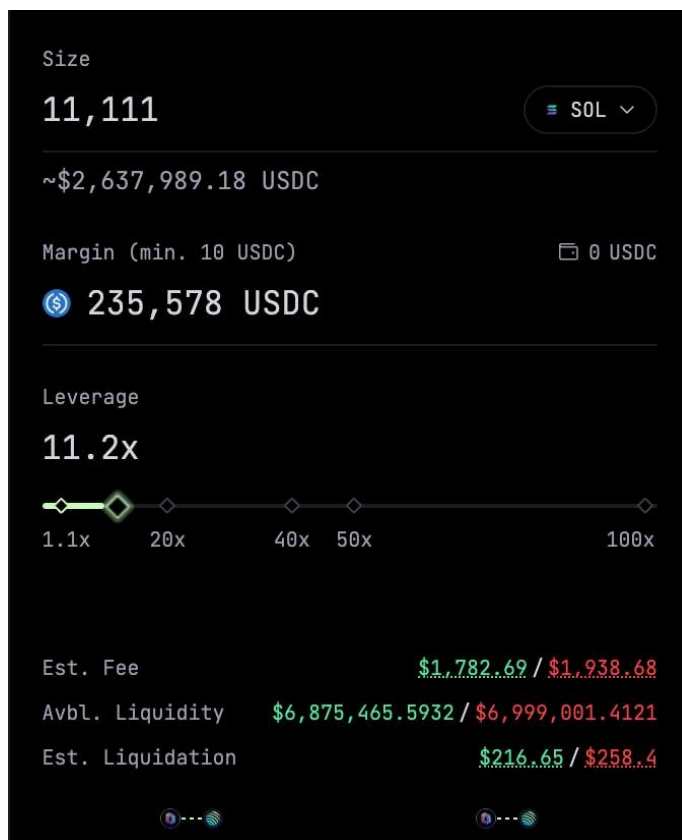 Size
11,111 SOL
~$2,637,989.18 USDC
Margin (min. 10 USDC) 0 USDC
235,578 USDC
Leverage
11.2x
1.1x 20x 40x 50x 100x
Est. Fee $1,782.69 / $1,938.68
Avbl. Liquidity $6,875,465.5932 / $6,999,001.4121
Est. Liquidation $216.65 / $258.4